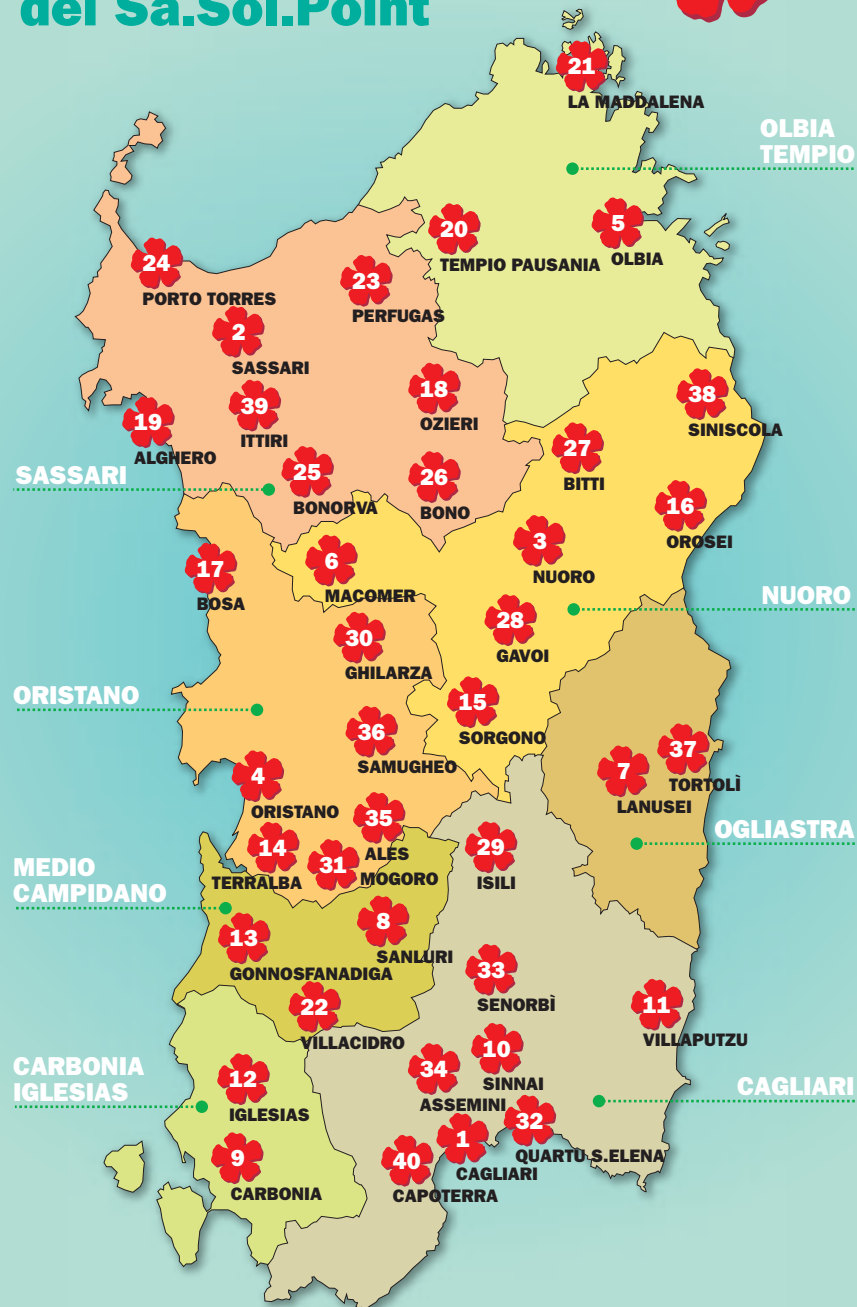 dei Sa.Sol.Point
21
LA MADDALENA
OLBIA
TEMPIO
20
TEMPIO PAUSANIA
5
OLBIA
24
PORTO TORRES
23
PERFUGAS
2
SASSARI
18
OZIERI
38
SINISCOLA
39
ITTIRI
19
ALGHERO
27
BITTI
SASSARI
25
BONORVA
26
BONO
16
OROSEI
3
NUORO
6
MACOMER
17
BOSA
NUORO
28
GAVOI
30
GHILARZA
ORISTANO
15
SORGONO
36
SAMUGHEO
37
TORTOLÌ
7
LANUSEI
4
ORISTANO
35
ALES
OGLIASTRA
14
TERRALBA
31
MOGORO
29
ISILI
MEDIO
CAMPIDANO
8
SANLURI
13
GONNOSFANADIGA
33
SENORBÌ
11
VILLAPUTZU
22
VILLACIDRO
10
SINNAI
34
ASSEMINI
CARBONIA
IGLESIAS
12
IGLESIAS
CAGLIARI
32
QUARTU S.ELENA
1
CAGLIARI
9
CARBONIA
40
CAPOTERRA